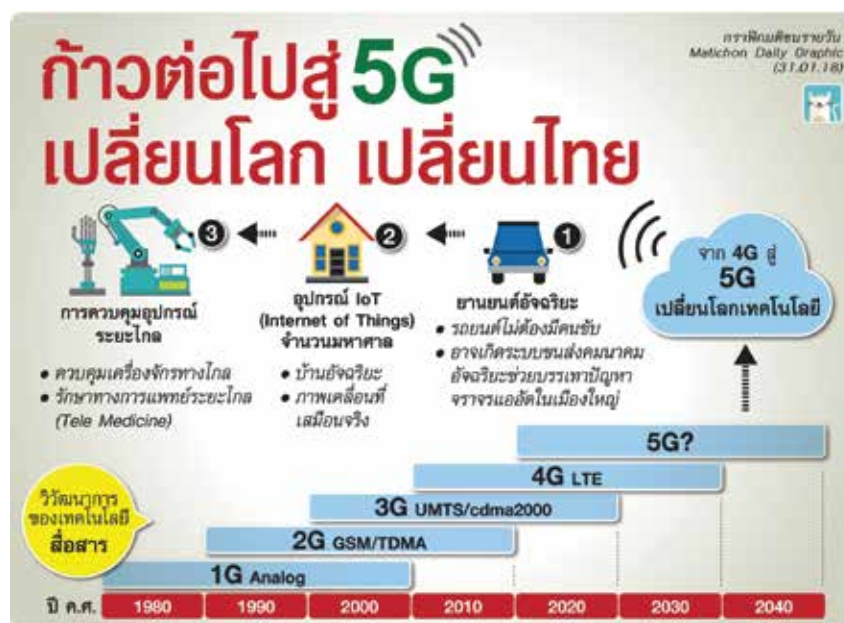 ก้าวต่อไปสู่ 5G
เปลี่ยนโลก เปลี่ยนไทย
กราฟิกมติชนรายวัน
Matichon Daily Graphic
(31.01.18)
จาก 4G สู่
5G
เปลี่ยนโลกเทคโนโลยี
1
ยานยนต์อัจฉริยะ
• รถยนต์ไม่ต้องมีคนขับ
• อาจเกิดระบบขนส่งคมนาคม
อัจฉริยะช่วยบรรเทาปัญหา
จราจรแออัดในเมืองใหญ่
2
อุปกรณ์ IoT
(Internet of Things)
จำนวนมหาศาล
• บ้านอัจฉริยะ
• ภาพเคลื่อนที่
เสมือนจริง
3
การควบคุมอุปกรณ์
ระยะไกล
• ควบคุมเครื่องจักรทางไกล
• รักษาทางการแพทย์ระยะไกล
(Tele Medicine)
วิวัฒนาการ
ของเทคโนโลยี
สื่อสาร
5G?
4G LTE
3G UMTS/cdma2000
2G GSM/TDMA
1G Analog
ปี ค.ศ. 1980 1990 2000 2010 2020 2030 2040